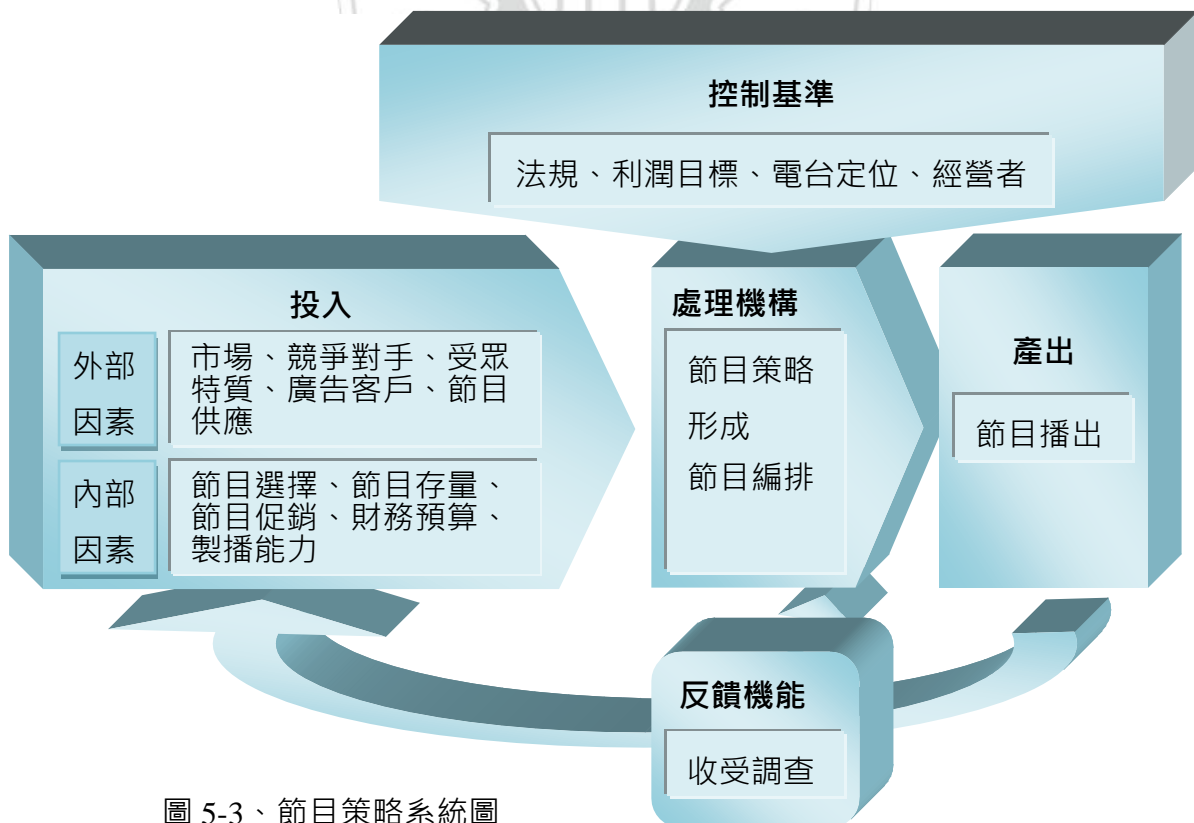 控制基準
法規、利潤目標、電台定位、經營者
投入
外部
因素
市場、競爭對手、受眾
特質、廣告客戶、節目
供應
內部
因素
節目選擇、節目存量、
節目促銷、財務預算、
製播能力
處理機構
節目策略
形成
節目編排
產出
節目播出
反饋機能
收受調查
圖 5-3、節目策略系統圖